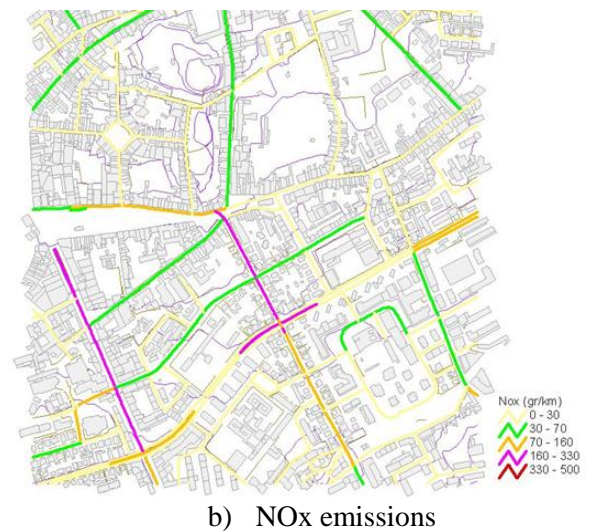 Nox (gr/km)
0 - 30
30 - 70
70 - 160
160 - 330
330 - 500
b) NOx emissions